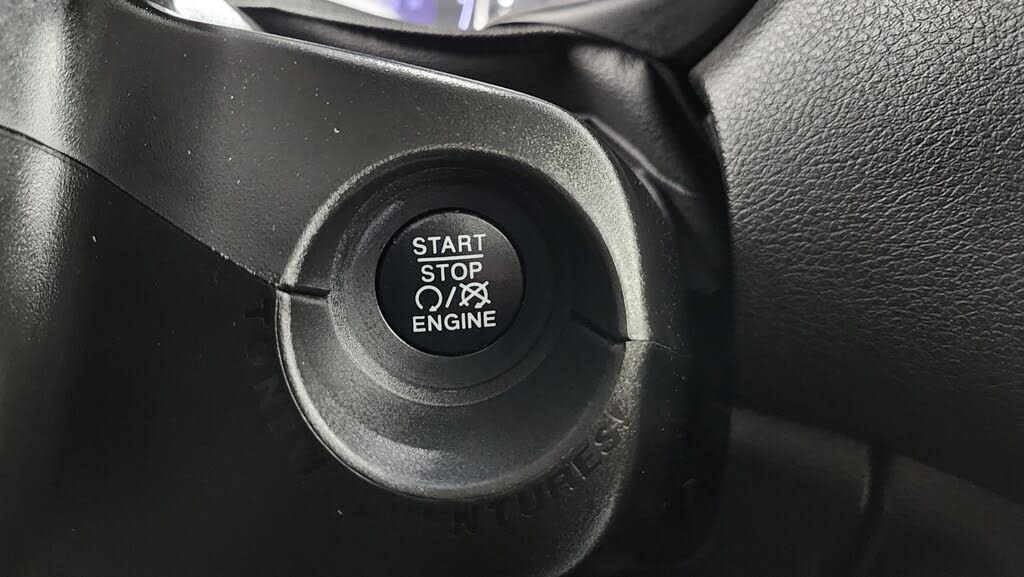 START
STOP
/
ENGINE